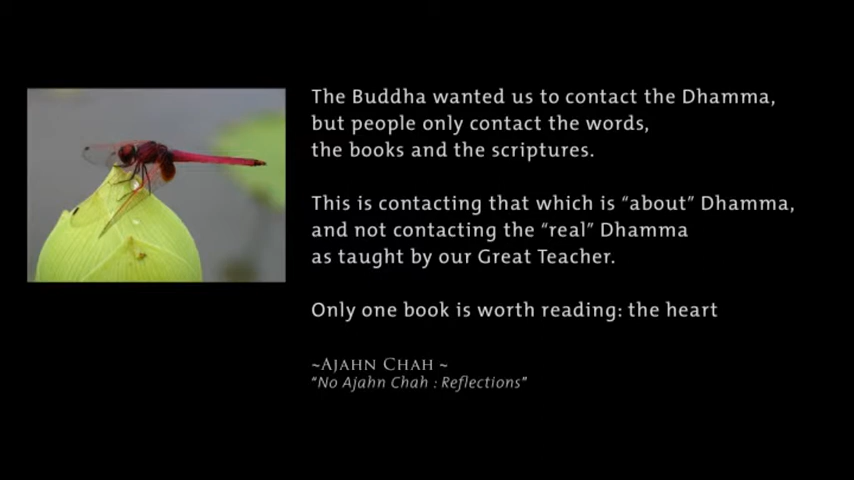 The Buddha wanted us to contact the Dhamma,
but people only contact the words,
the books and the scriptures.
This is contacting that which is “about” Dhamma,
and not contacting the “real” Dhamma
as taught by our Great Teacher.
Only one book is worth reading: the heart
~AJAHN CHAH ~
“No Ajahn Chah : Reflections”